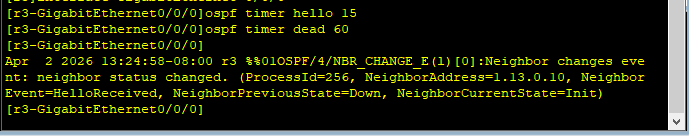 [r3-GigabitEthernet0/0/0]ospf timer hello 15
[r3-GigabitEthernet0/0/0]ospf timer dead 60
[r3-GigabitEthernet0/0/0]
Apr  2 2026 13:24:58-08:00 r3 %%01OSPF/4/NBR_CHANGE_E(l)[0]:Neighbor changes eve
nt: neighbor status changed. (ProcessId=256, NeighborAddress=1.13.0.10, Neighbor
Event=HelloReceived, NeighborPreviousState=Down, NeighborCurrentState=Init)
[r3-GigabitEthernet0/0/0]